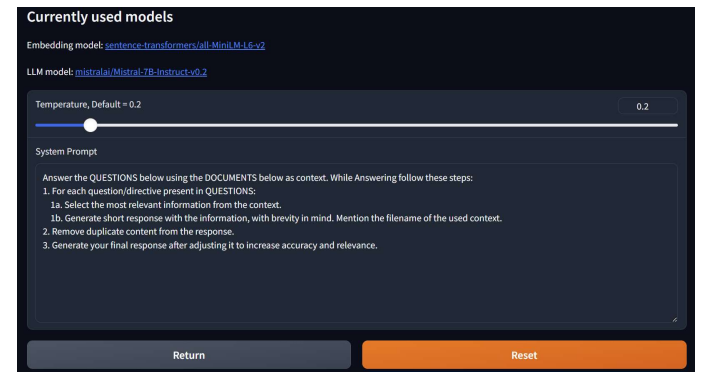 Currently used models
Embedding model: sentence-transformers/all-MiniLM-L6-v2
LLM model: mistralai/Mistral-7B-Instruct-v0.2
Temperature, Default = 0.2
0.2
System Prompt
Answer the QUESTIONS below using the DOCUMENTS below as context. While Answering follow these steps:
1. For each question/directive present in QUESTIONS:
1a. Select the most relevant information from the context.
1b. Generate short response with the information, with brevity in mind. Mention the filename of the used context.
2. Remove duplicate content from the response.
3. Generate your final response after adjusting it to increase accuracy and relevance.
Return
Reset